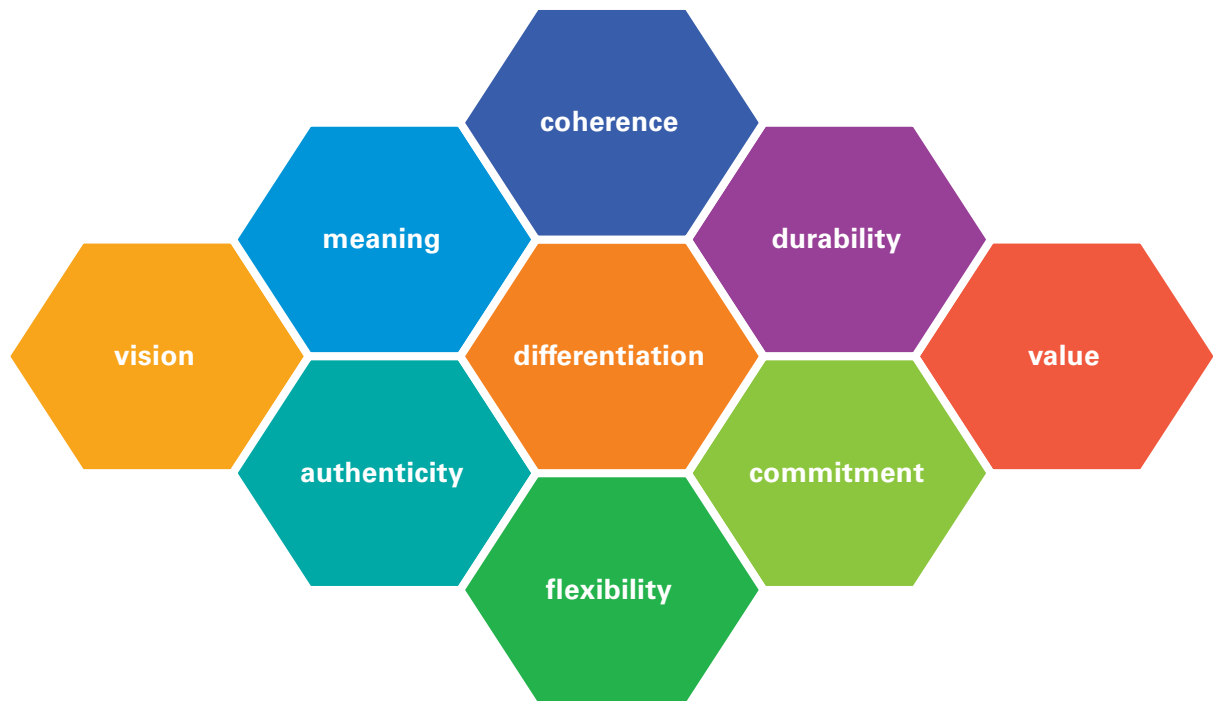 coherence
meaning
durability
vision
differentiation
value
authenticity
commitment
flexibility